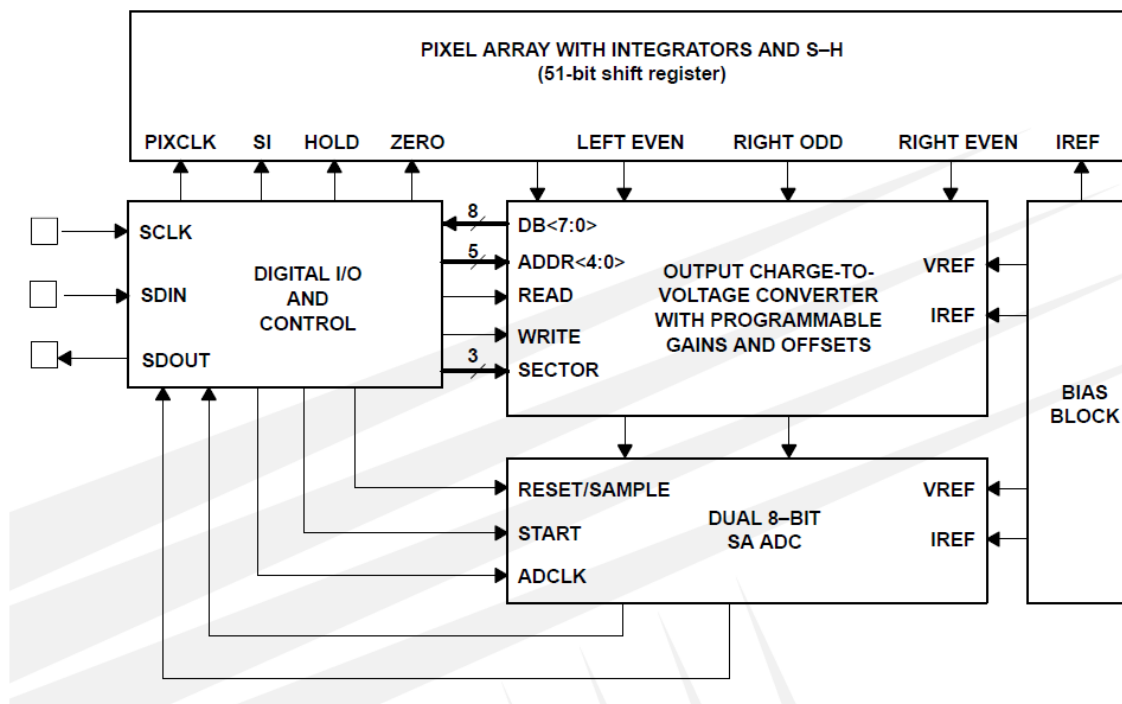 PIXEL ARRAY WITH INTEGRATORS AND S–H
(51-bit shift register)
PIXCLK SI HOLD ZERO LEFT EVEN RIGHT ODD RIGHT EVEN IREF
SCLK
SDIN
SDOUT
DIGITAL I/O
AND
CONTROL
8
5
3
DB<7:0>
ADDR<4:0>
READ
WRITE
SECTOR
OUTPUT CHARGE-TO-
VOLTAGE CONVERTER
WITH PROGRAMMABLE
GAINS AND OFFSETS
VREF
IREF
BIAS
BLOCK
RESET/SAMPLE
START
ADCLK
DUAL 8–BIT
SA ADC
VREF
IREF